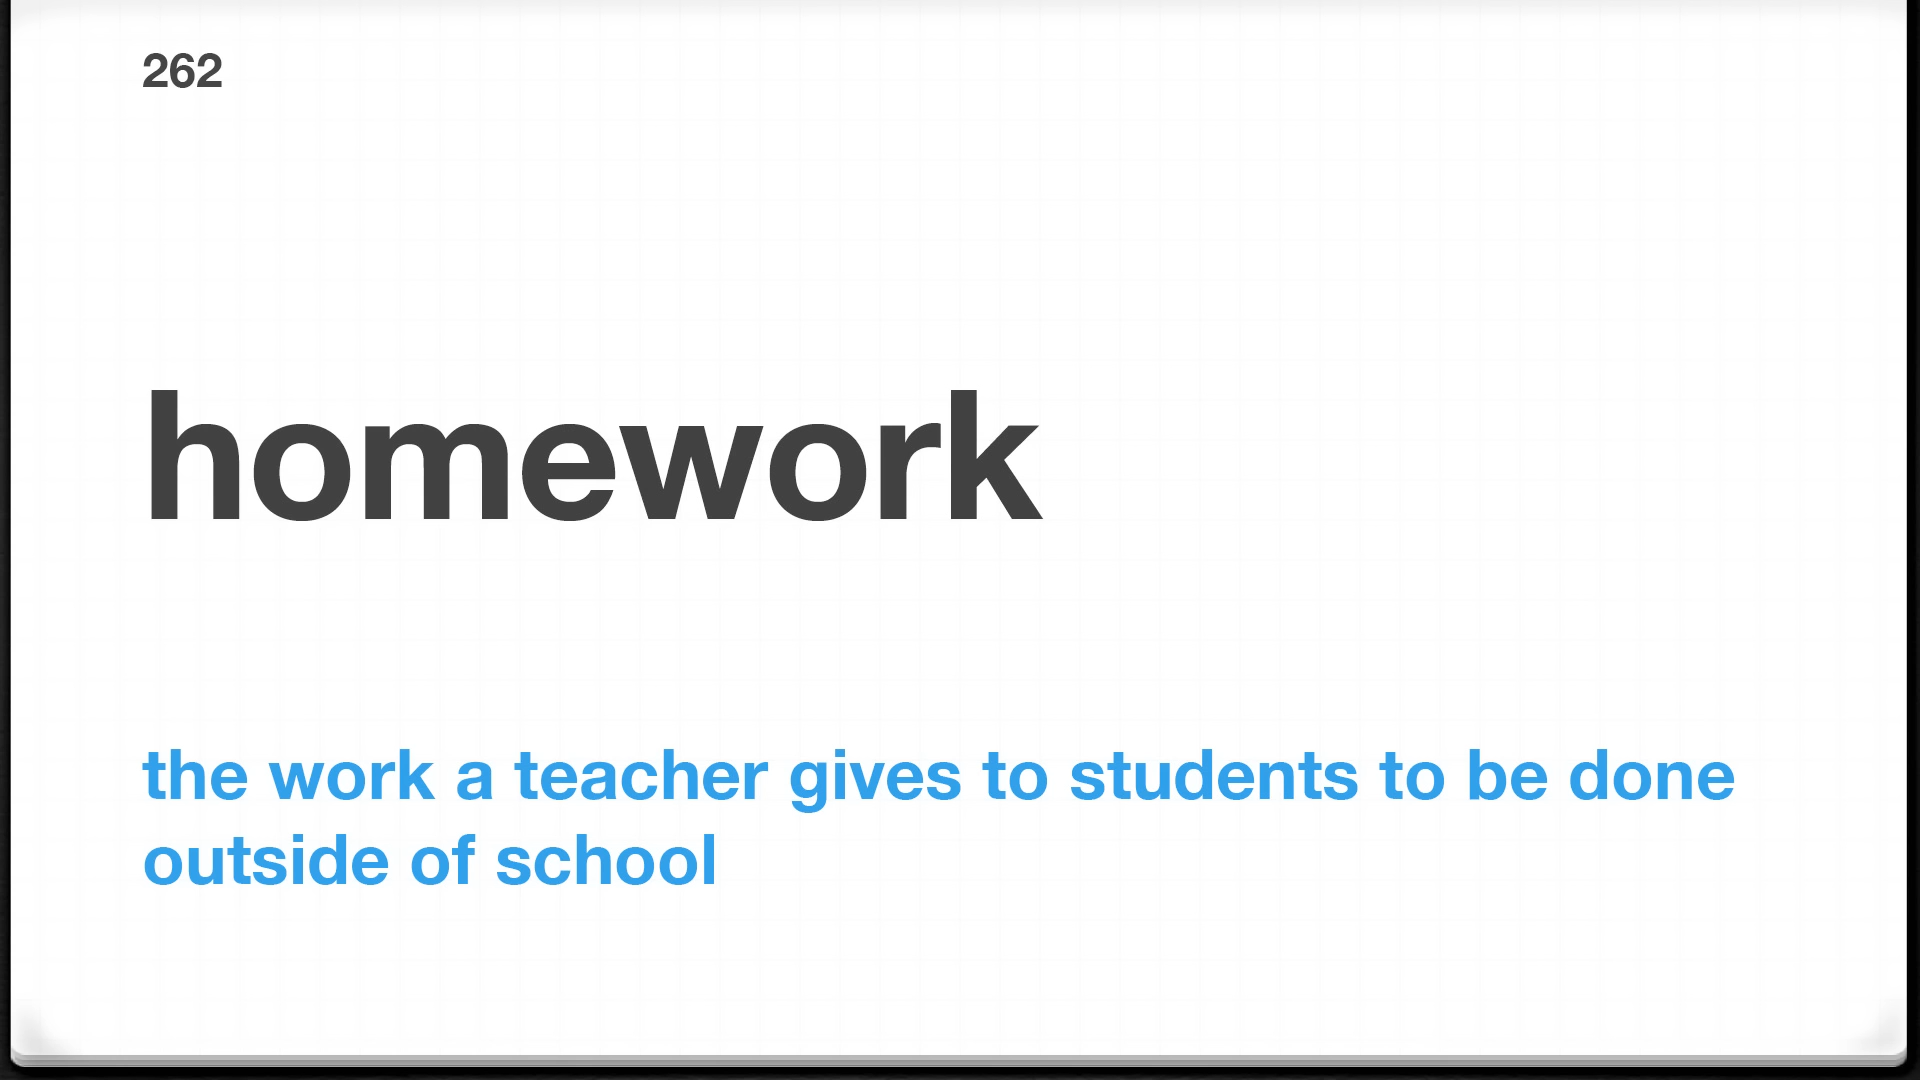 262
homework
the work a teacher gives to students to be done
outside of school